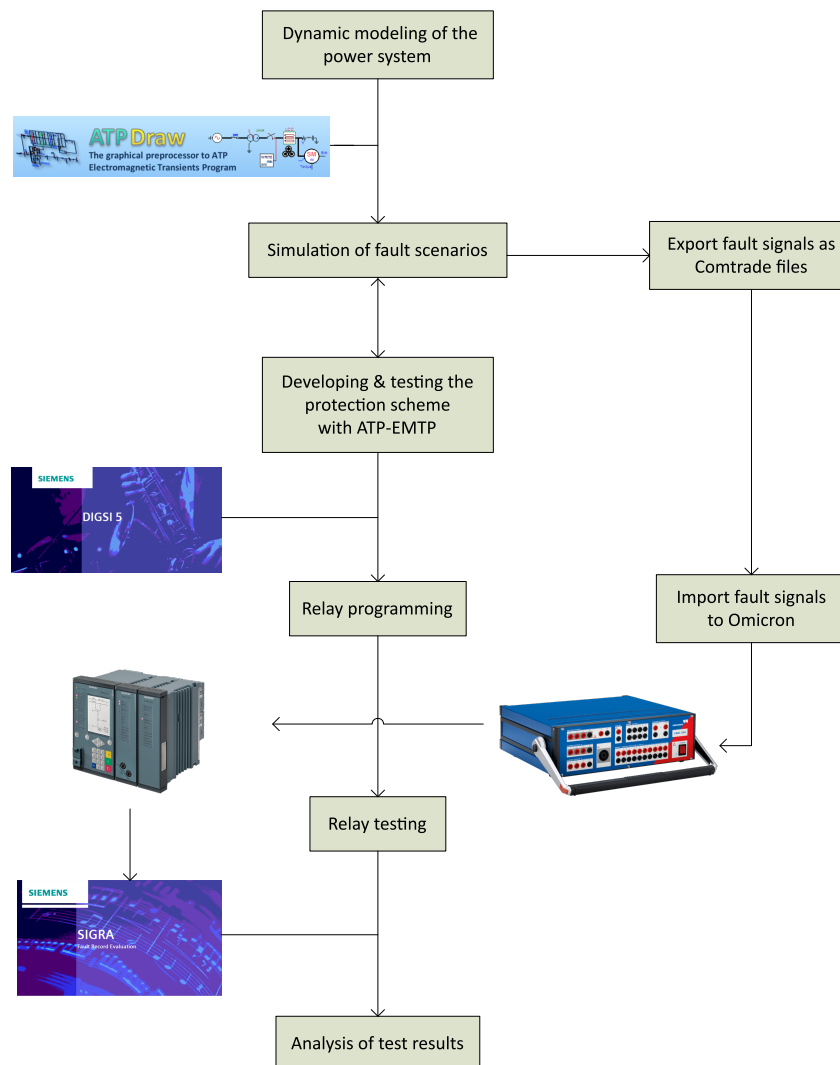 Dynamic modeling of the
power system
ATPDraw
The graphical preprocessor to ATP
Electromagnetic Transients Program
SM
Simulation of fault scenarios
Export fault signals as
Comtrade files
Developing & testing the
protection scheme
with ATP-EMTP
SIEMENS
DIGSI 5
Relay programming
Import fault signals
to Omicron
Relay testing
SIEMENS
SIGRA
Fault Record Evaluation
Analysis of test results